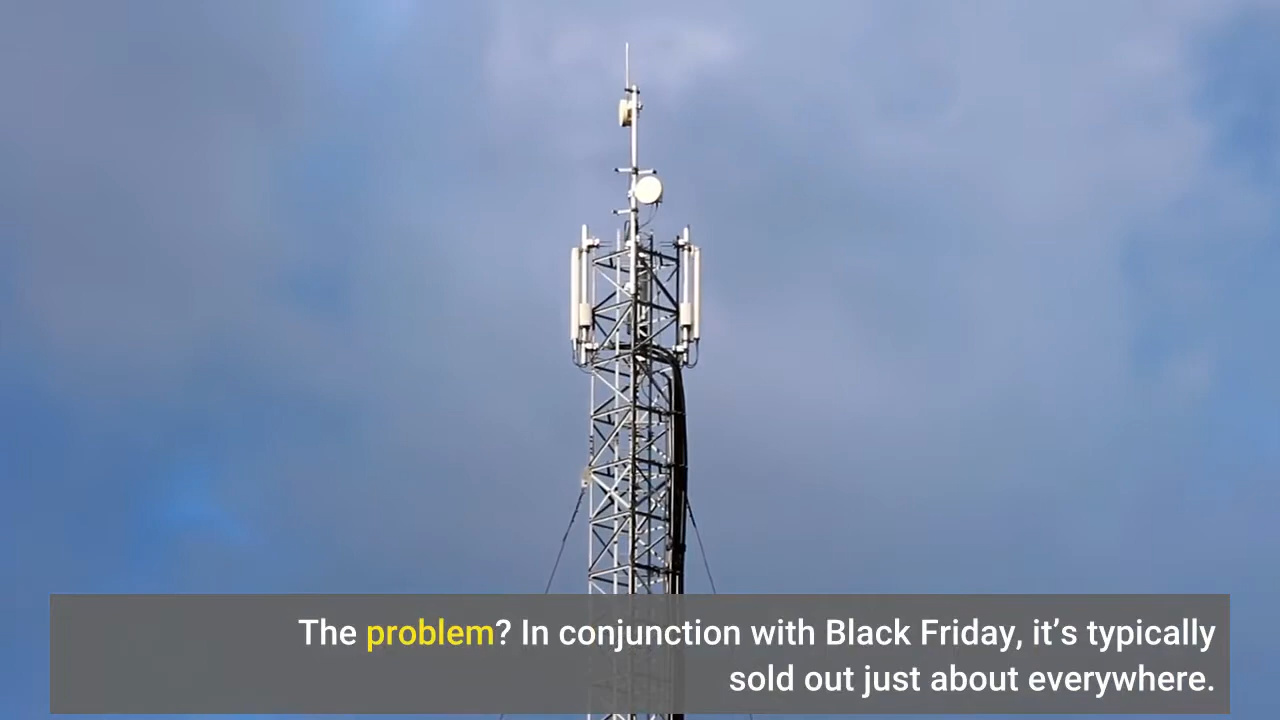 The problem? In conjunction with Black Friday, it’s typically
sold out just about everywhere.